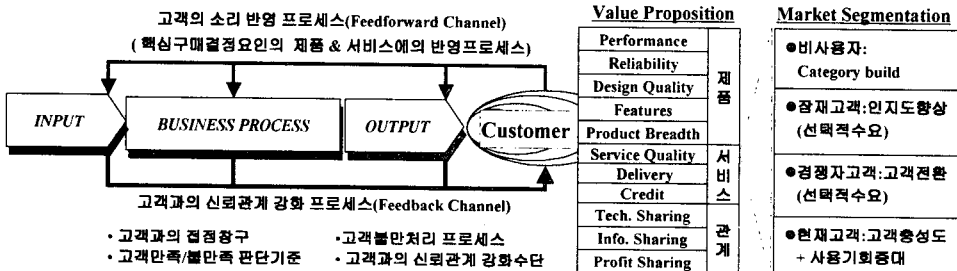 고객의 소리 반영 프로세스(Feedforward Channel)
( 핵심구매결정요인의 제품 & 서비스에의 반영프로세스)
INPUT
BUSINESS PROCESS
OUTPUT
Customer
고객과의 신뢰관계 강화 프로세스(Feedback Channel)
• 고객과의 접점창구
•고객불만처리 프로세스
• 고객만족/불만족 판단기준
• 고객과의 신뢰관계 강화수단
Value Proposition
Performance
Reliability
Design Quality
Features
Product Breadth
제품
Service Quality
Delivery
Credit
서비스
Tech. Sharing
Info. Sharing
Profit Sharing
관계
Market Segmentation
●비사용자:
Category build
●잠재고객:인지도향상
(선택적수요)
●경쟁자고객:고객전환
(선택적수요)
●현재고객:고객충성도
+ 사용기회증대